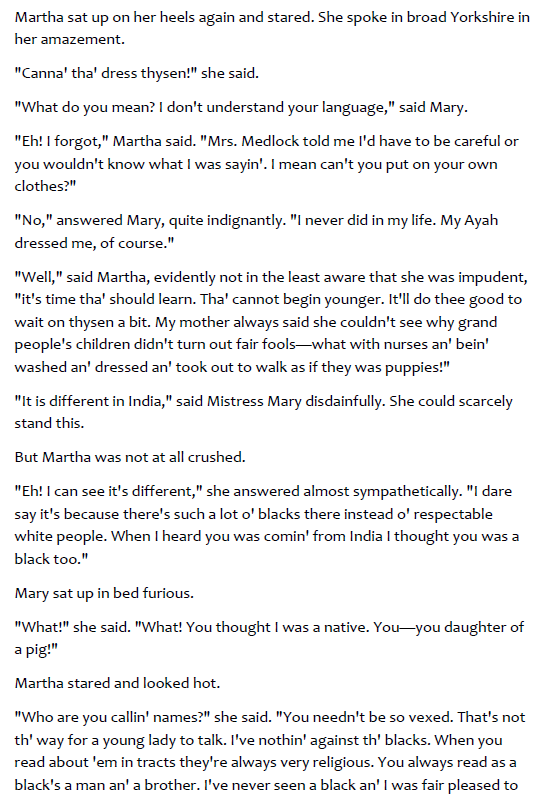 Martha sat up on her heels again and stared. She spoke in broad Yorkshire in
her amazement.
"Canna' tha' dress thysen!" she said.
"What do you mean? I don't understand your language," said Mary.
"Eh! I forgot," Martha said. "Mrs. Medlock told me I'd have to be careful or
you wouldn't know what I was sayin'. I mean can't you put on your own
clothes?"
"No," answered Mary, quite indignantly. "I never did in my life. My Ayah
dressed me, of course."
"Well," said Martha, evidently not in the least aware that she was impudent,
"it's time tha' should learn. Tha' cannot begin younger. It'll do thee good to
wait on thysen a bit. My mother always said she couldn't see why grand
people's children didn't turn out fair fools—what with nurses an' bein'
washed an' dressed an' took out to walk as if they was puppies!"
"It is different in India," said Mistress Mary disdainfully. She could scarcely
stand this.
But Martha was not at all crushed.
"Eh! I can see it's different," she answered almost sympathetically. "I dare
say it's because there's such a lot o' blacks there instead o' respectable
white people. When I heard you was comin' from India I thought you was a
black too."
Mary sat up in bed furious.
"What!" she said. "What! You thought I was a native. You—you daughter of
a pig!"
Martha stared and looked hot.
"Who are you callin' names?" she said. "You needn't be so vexed. That's not
th' way for a young lady to talk. I've nothin' against th' blacks. When you
read about 'em in tracts they're always very religious. You always read as a
black's a man an' a brother. I've never seen a black an' I was fair pleased to